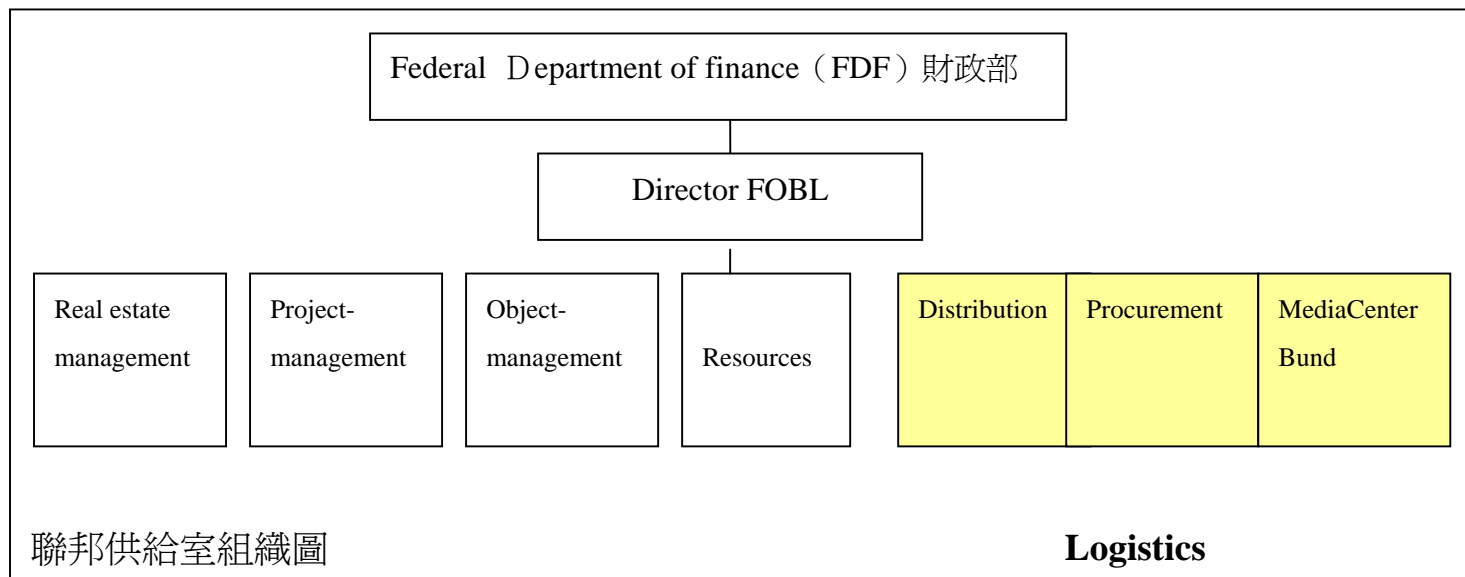 Federal Department of finance（FDF）財政部
Director FOBL
Real estate
management
Project-
management
Object-
management
Resources
Distribution
Procurement
MediaCenter
Bund
聯邦供給室組織圖
Logistics